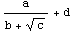 a / (b + √c) + d